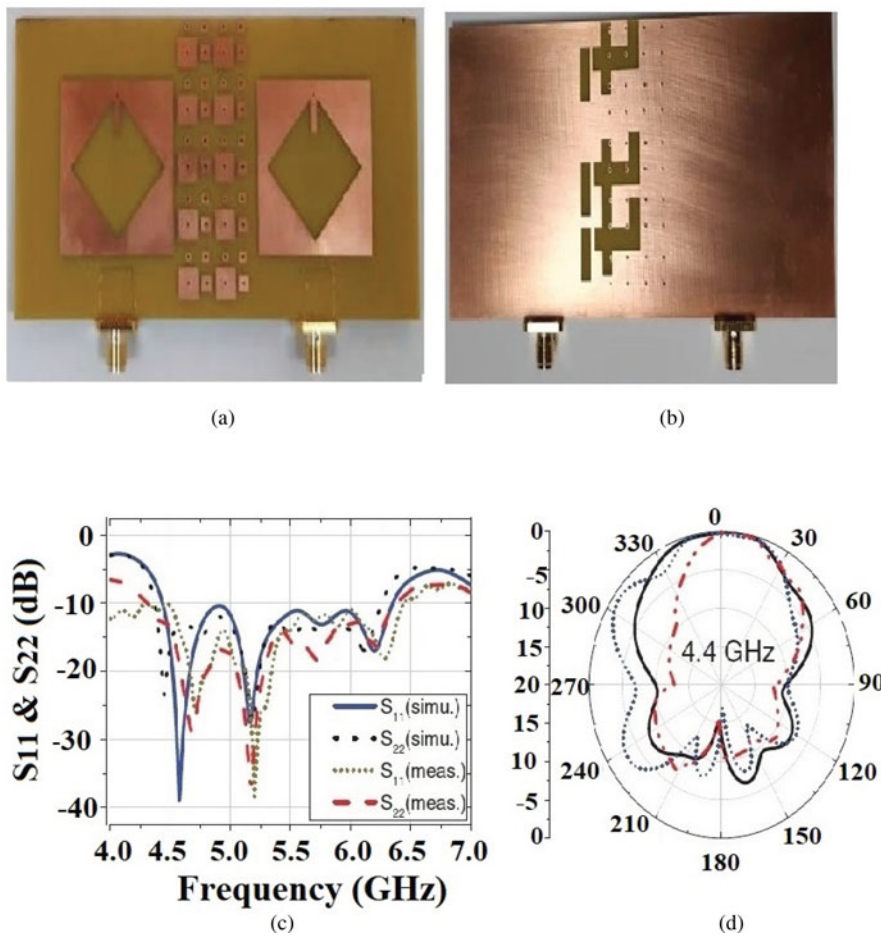 (a)
(b)
0
-10
-20
-30
-40
S11 & S22 (dB)
S11(simu.)
S22(simu.)
S11(meas.)
S22(meas.)
4.0 4.5 5.0 5.5 6.0 6.5 7.0
Frequency (GHz)
(c)
0
-5
10
15
20
15
10
-5
0
0
30
60
90
120
150
180
210
240
270
300
330
4.4 GHz
(d)